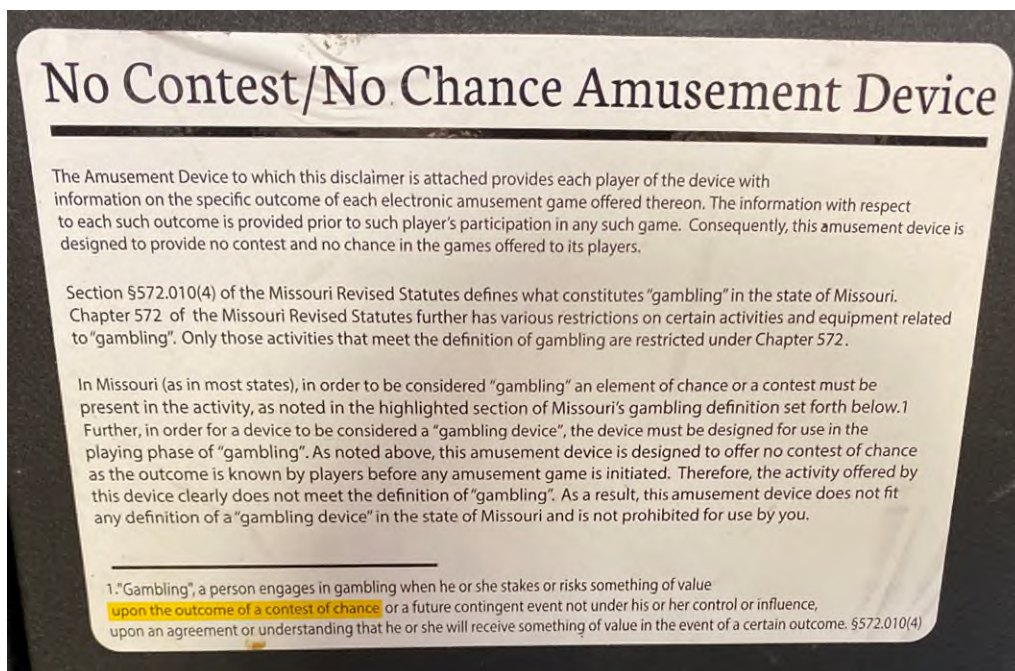 No Contest/No Chance Amusement Device
The Amusement Device to which this disclaimer is attached provides each player of the device with
information on the specific outcome of each electronic amusement game offered thereon. The information with respect
to each such outcome is provided prior to such player's participation in any such game. Consequently, this amusement device is
designed to provide no contest and no chance in the games offered to its players.
Section §572.010(4) of the Missouri Revised Statutes defines what constitutes "gambling" in the state of Missouri.
Chapter 572 of the Missouri Revised Statutes further has various restrictions on certain activities and equipment related
to "gambling". Only those activities that meet the definition of gambling are restricted under Chapter 572.
In Missouri (as in most states), in order to be considered "gambling" an element of chance or a contest must be
present in the activity, as noted in the highlighted section of Missouri's gambling definition set forth below.1
Further, in order for a device to be considered a "gambling device", the device must be designed for use in the
playing phase of "gambling". As noted above, this amusement device is designed to offer no contest of chance
as the outcome is known by players before any amusement game is initiated. Therefore, the activity offered by
this device clearly does not meet the definition of "gambling". As a result, this amusement device does not fit
any definition of a "gambling device" in the state of Missouri and is not prohibited for use by you.
1."Gambling", a person engages in gambling when he or she stakes or risks something of value
upon the outcome of a contest of chance or a future contingent event not under his or her control or influence,
upon an agreement or understanding that he or she will receive something of value in the event of a certain outcome. §572.010(4)